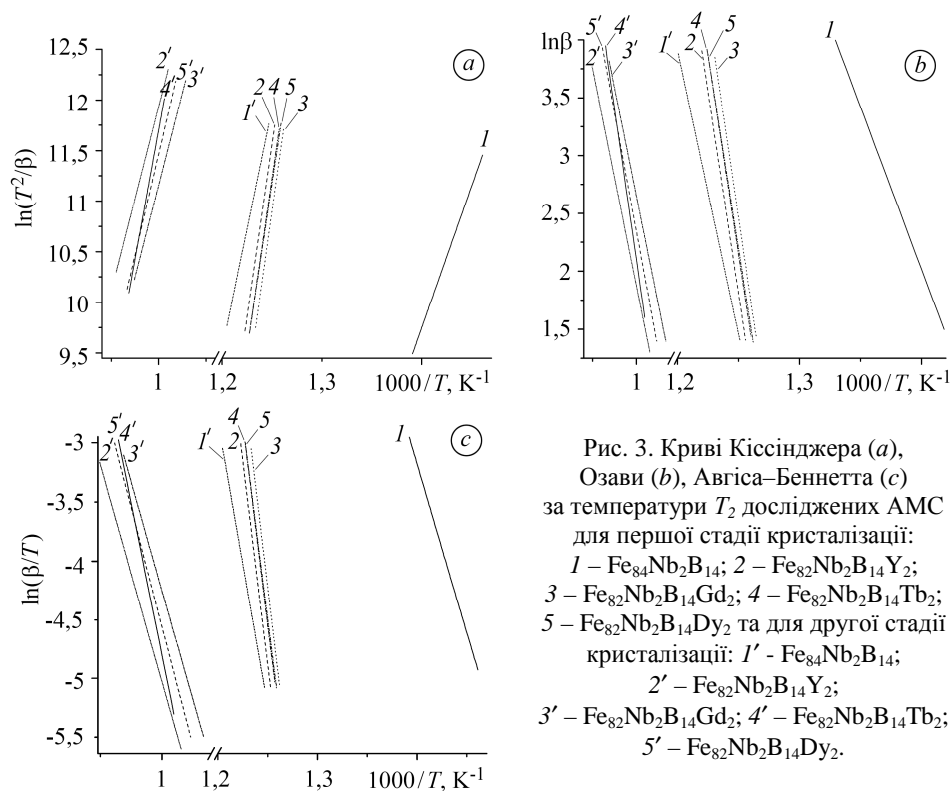 12,5
12,0
11,5
11,0
10,5
10
9,5
ln(T²/β)
2′
4′
5′
3′
1′
2
4
5
3
1
a
1
1,2
1,3
1000/T, K⁻¹
lnβ
3,5
3
2,5
2
1,5
5′
4′
2′
3′
1′
4
2
5
3
1
b
1
1,2
1,3
1000/T, K⁻¹
-3
-3,5
-4
-4,5
-5
-5,5
ln(β/T)
5′
4′
2′
3′
1′
4
2
5
3
1
c
1
1,2
1,3
1000/T, K⁻¹
Рис. 3. Криві Кіссінджера (a),
Озави (b), Авгіса–Беннетта (c)
за температури T₂ досліджених АМС
для першої стадії кристалізації:
1 – Fe₈₄Nb₂B₁₄; 2 – Fe₈₂Nb₂B₁₄Y₂;
3 – Fe₈₂Nb₂B₁₄Gd₂; 4 – Fe₈₂Nb₂B₁₄Tb₂;
5 – Fe₈₂Nb₂B₁₄Dy₂ та для другої стадії
кристалізації: 1′ - Fe₈₄Nb₂B₁₄;
2′ – Fe₈₂Nb₂B₁₄Y₂;
3′ – Fe₈₂Nb₂B₁₄Gd₂; 4′ – Fe₈₂Nb₂B₁₄Tb₂;
5′ – Fe₈₂Nb₂B₁₄Dy₂.